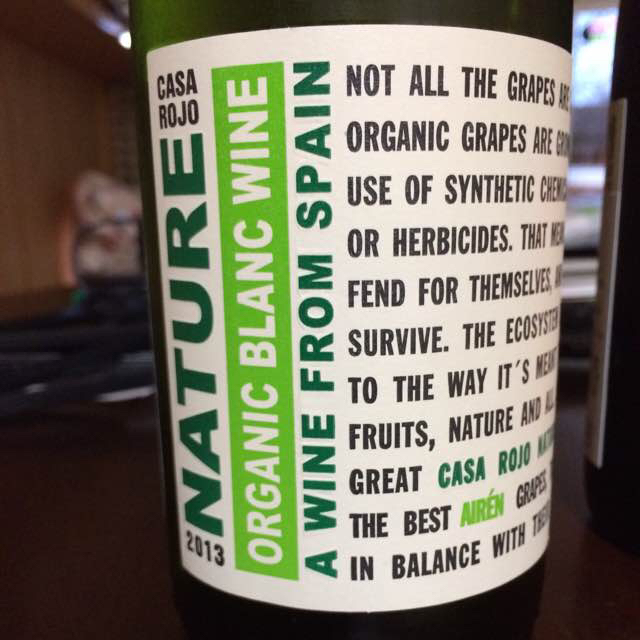 CASA
ROJO
NATURE
2013
ORGANIC BLANC WINE
A WINE FROM SPAIN
NOT ALL THE GRAPES ARE
ORGANIC GRAPES ARE
USE OF SYNTHETIC
OR HERBICIDES. THAT
FEND FOR THEMSELVES,
SURVIVE. THE
TO THE WAY IT´S MEANT
FRUITS, NATURE AND
GREAT CASA ROJO
THE BEST AIRÉN GRAPES,
IN BALANCE WITH